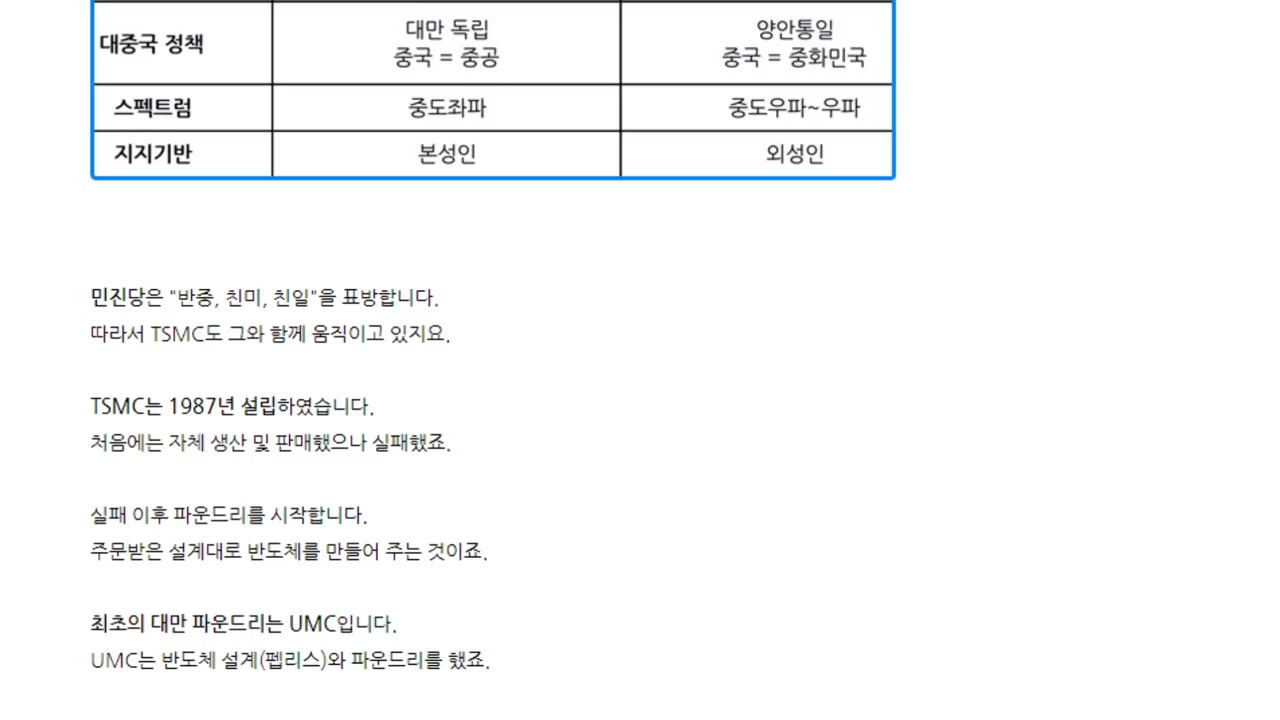 대중국 정책
대만 독립
중국 = 중공
양안통일
중국 = 중화민국
스펙트럼
중도좌파
중도우파~우파
지지기반
본성인
외성인
민진당은 "반중, 친미, 친일"을 표방합니다.
따라서 TSMC도 그와 함께 움직이고 있지요.
TSMC는 1987년 설립하였습니다.
처음에는 자체 생산 및 판매했으나 실패했죠.
실패 이후 파운드리를 시작합니다.
주문받은 설계대로 반도체를 만들어 주는 것이죠.
최초의 대만 파운드리는 UMC입니다.
UMC는 반도체 설계(펩리스)와 파운드리를 했죠.